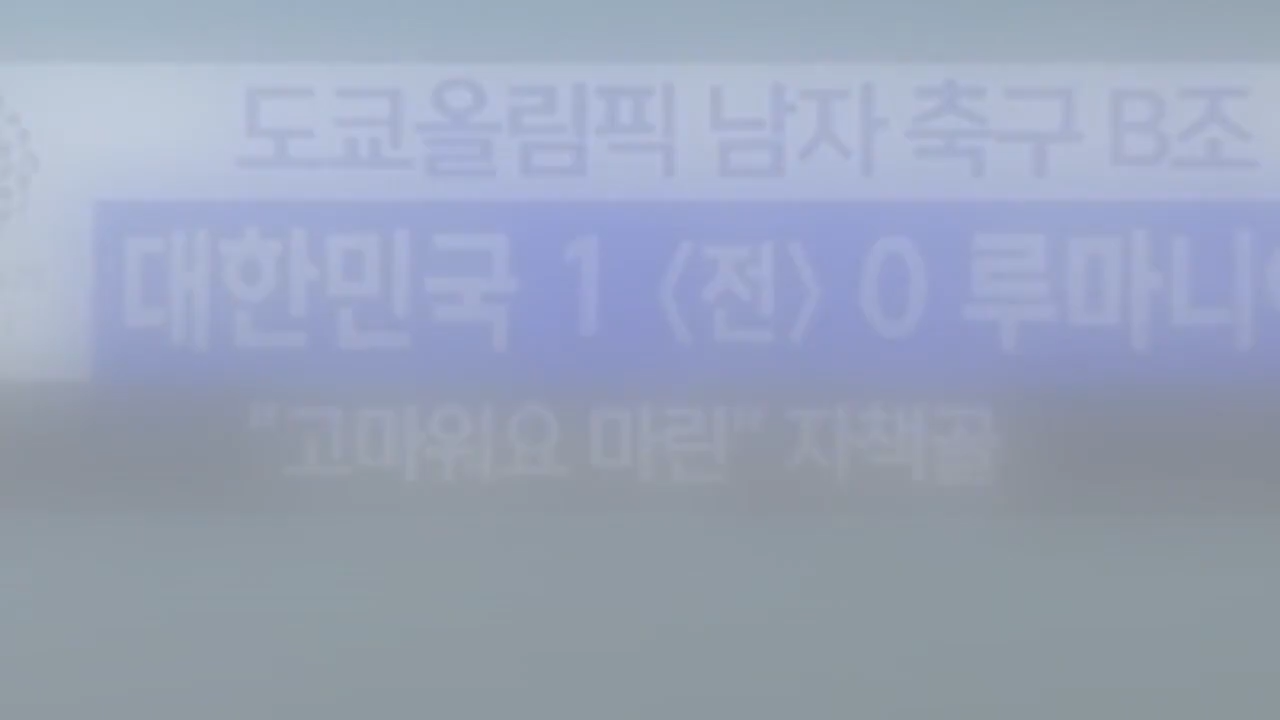 도쿄올림픽 남자 축구 B조
대한민국 1 〈전〉 0 루마니
"고마워요 마린" 자책골